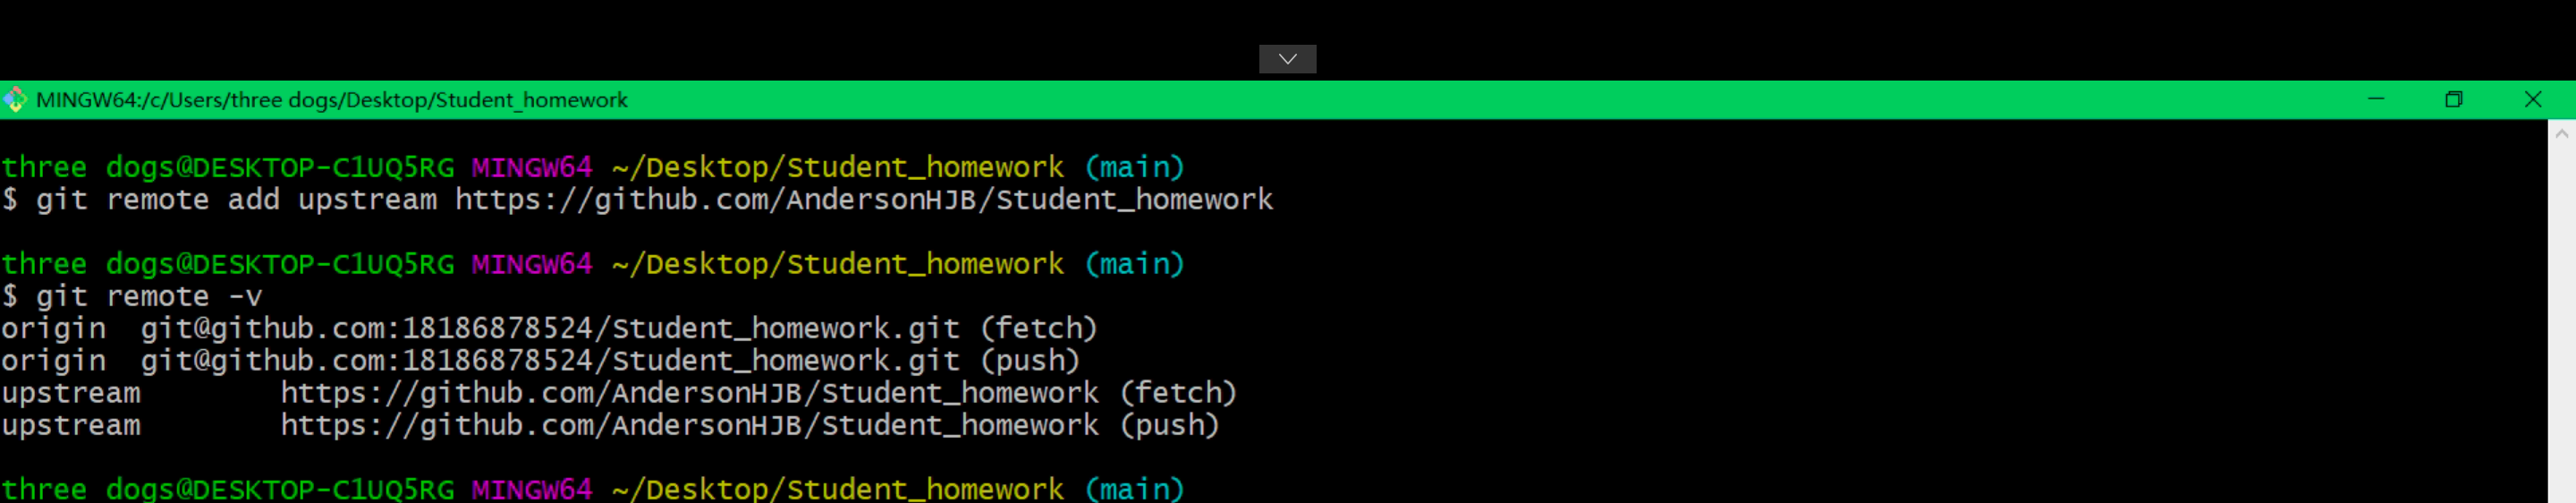 MINGW64:/c/Users/three dogs/Desktop/Student_homework
three dogs@DESKTOP-C1UQ5RG MINGW64 ~/Desktop/Student_homework (main)
$ git remote add upstream https://github.com/AndersonHJB/Student_homework
three dogs@DESKTOP-C1UQ5RG MINGW64 ~/Desktop/Student_homework (main)
$ git remote -v
origin  git@github.com:18186878524/Student_homework.git (fetch)
origin  git@github.com:18186878524/Student_homework.git (push)
upstream        https://github.com/AndersonHJB/Student_homework (fetch)
upstream        https://github.com/AndersonHJB/Student_homework (push)
three dogs@DESKTOP-C1UQ5RG MINGW64 ~/Desktop/Student_homework (main)